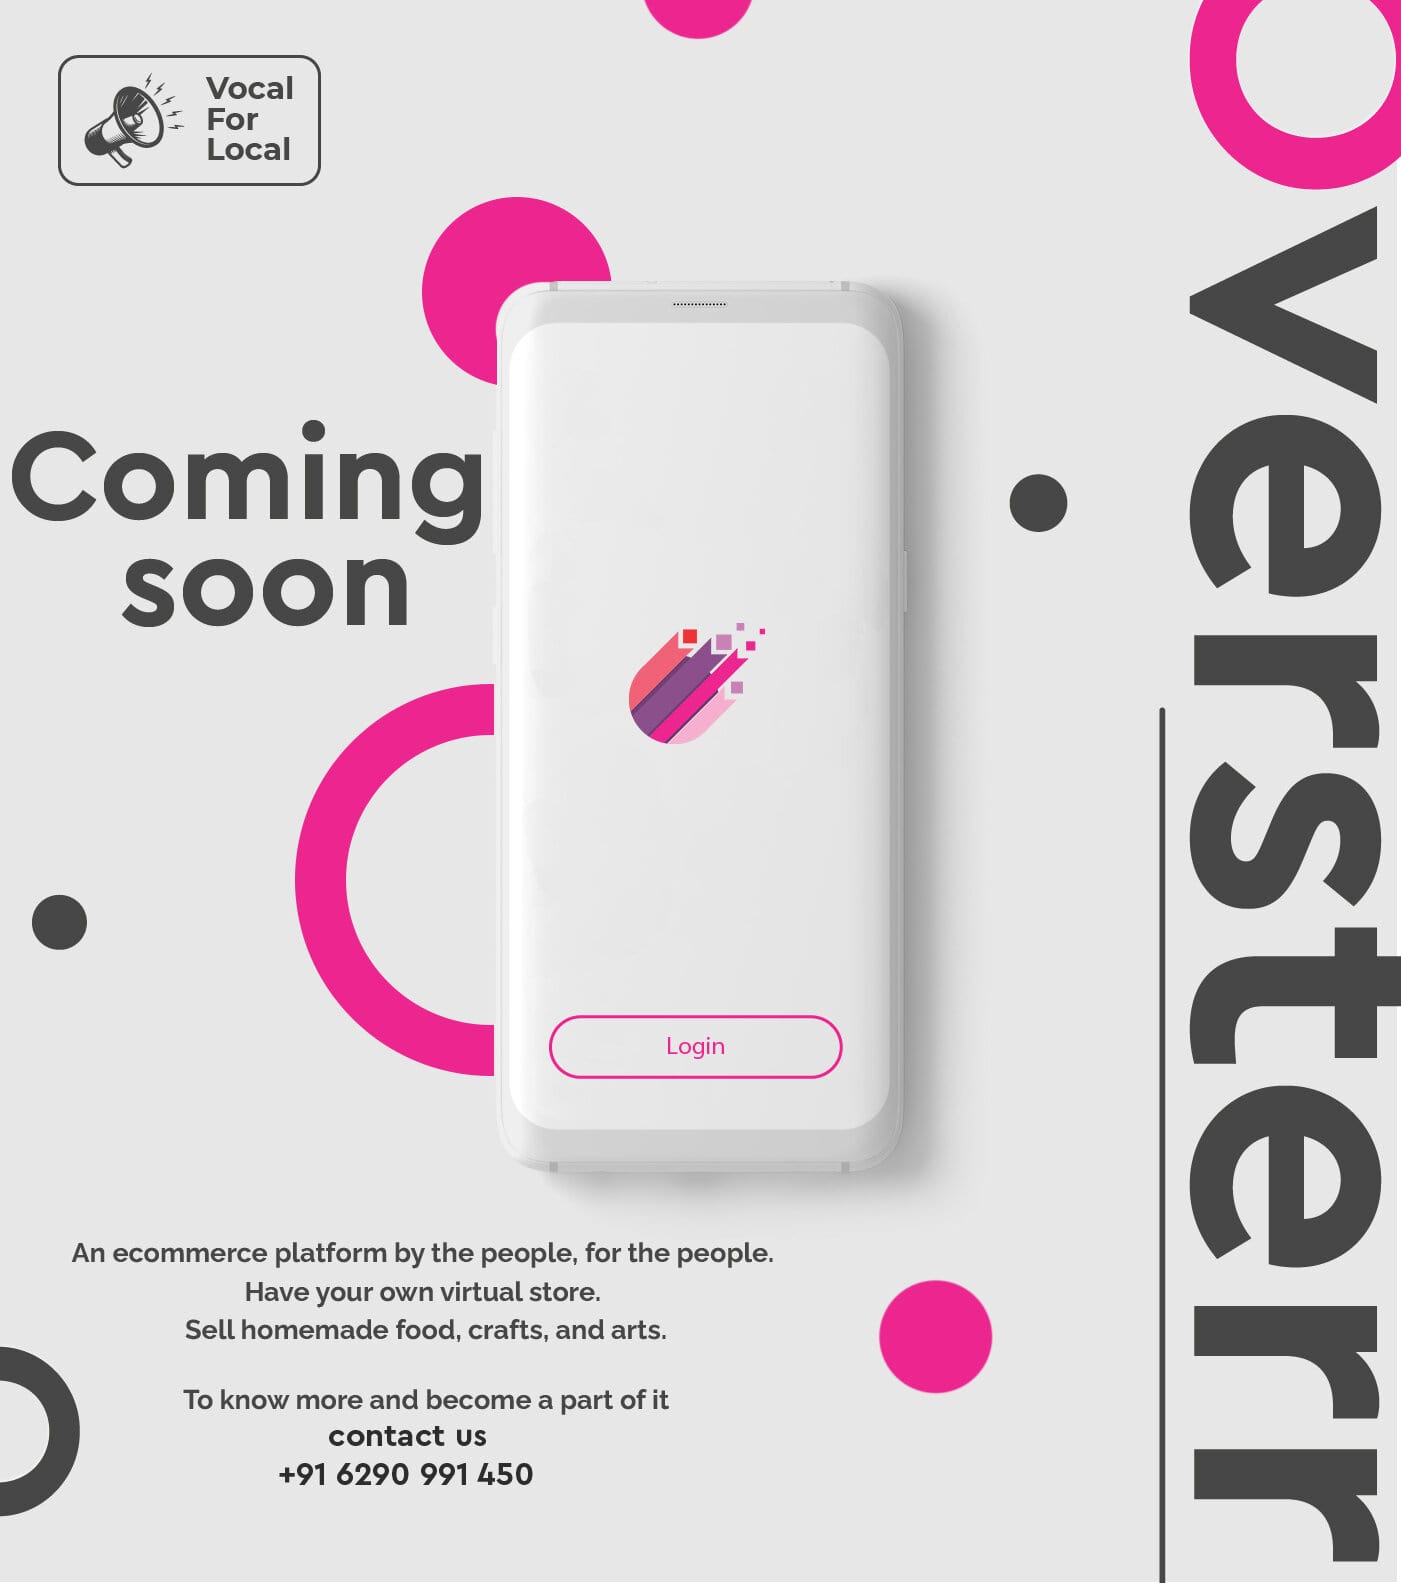 Vocal
For
Local
Coming
soon
Login
An ecommerce platform by the people, for the people.
Have your own virtual store.
Sell homemade food, crafts, and arts.
To know more and become a part of it
contact us
+91 6290 991 450
Oversterr